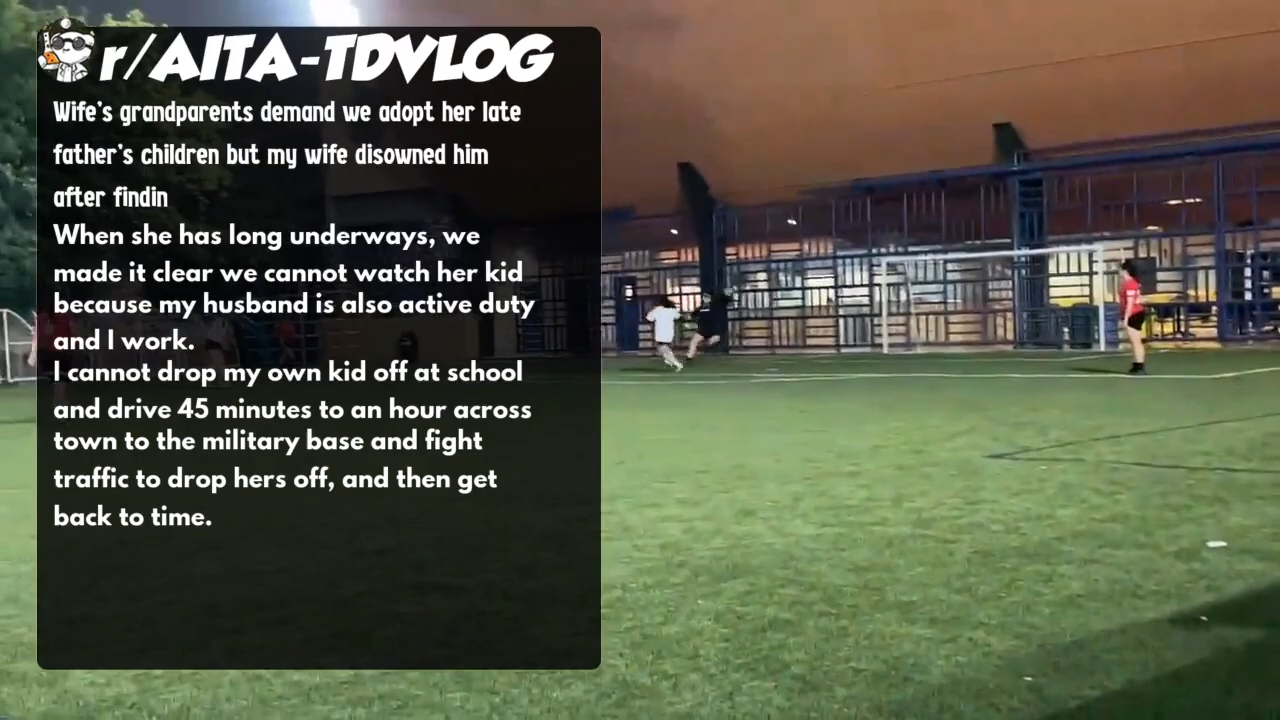 r/AITA-TDVLOG
Wife's grandparents demand we adopt her late
father's children but my wife disowned him
after findin
When she has long underways, we
made it clear we cannot watch her kid
because my husband is also active duty
and I work.
I cannot drop my own kid off at school
and drive 45 minutes to an hour across
town to the military base and fight
traffic to drop hers off, and then get
back to time.